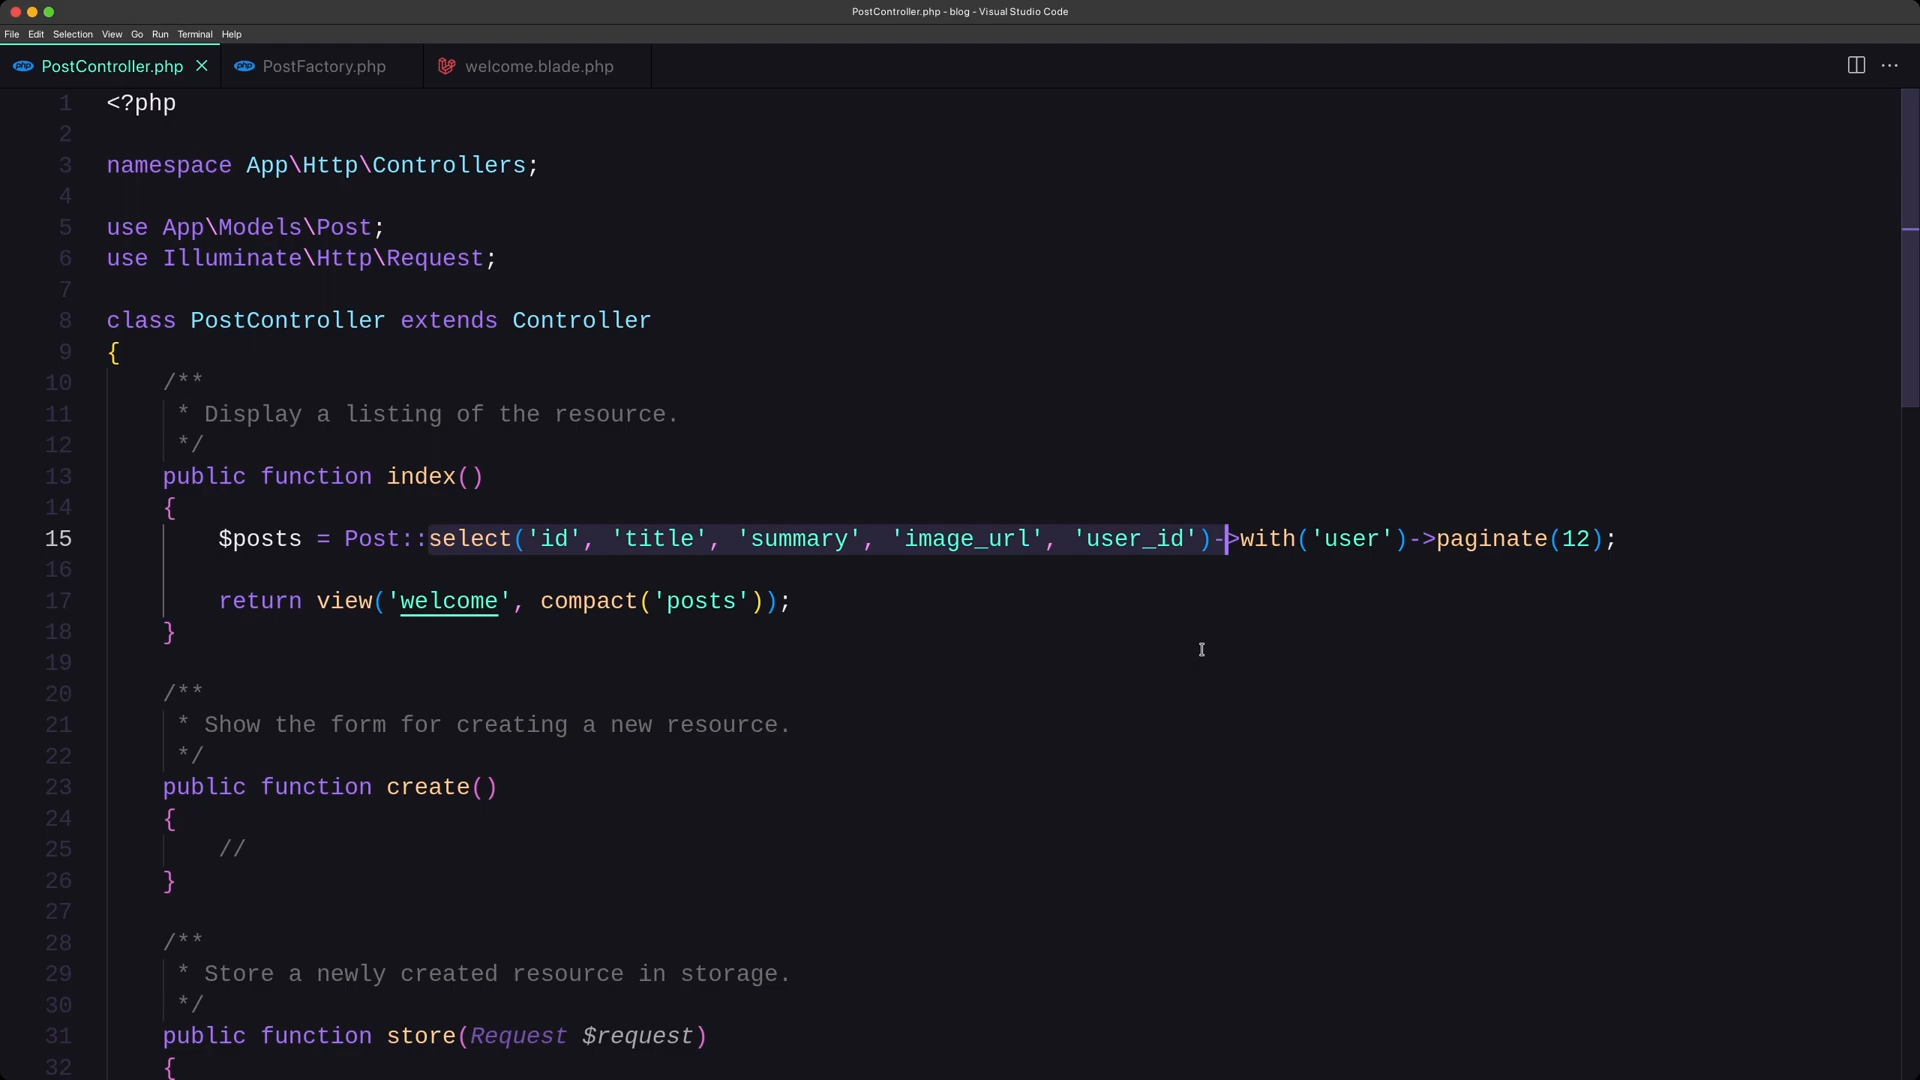 PostController.php - blog - Visual Studio Code
File Edit Selection View Go Run Terminal Help
PostController.php PostFactory.php welcome.blade.php
1 <?php
2
3 namespace App\Http\Controllers;
4
5 use App\Models\Post;
6 use Illuminate\Http\Request;
7
8 class PostController extends Controller
9 {
10 /**
11 * Display a listing of the resource.
12 */
13 public function index()
14 {
15 $posts = Post::select('id', 'title', 'summary', 'image_url', 'user_id')->with('user')->paginate(12);
16
17 return view('welcome', compact('posts'));
18 }
19
20 /**
21 * Show the form for creating a new resource.
22 */
23 public function create()
24 {
25 //
26 }
27
28 /**
29 * Store a newly created resource in storage.
30 */
31 public function store(Request $request)
32 {